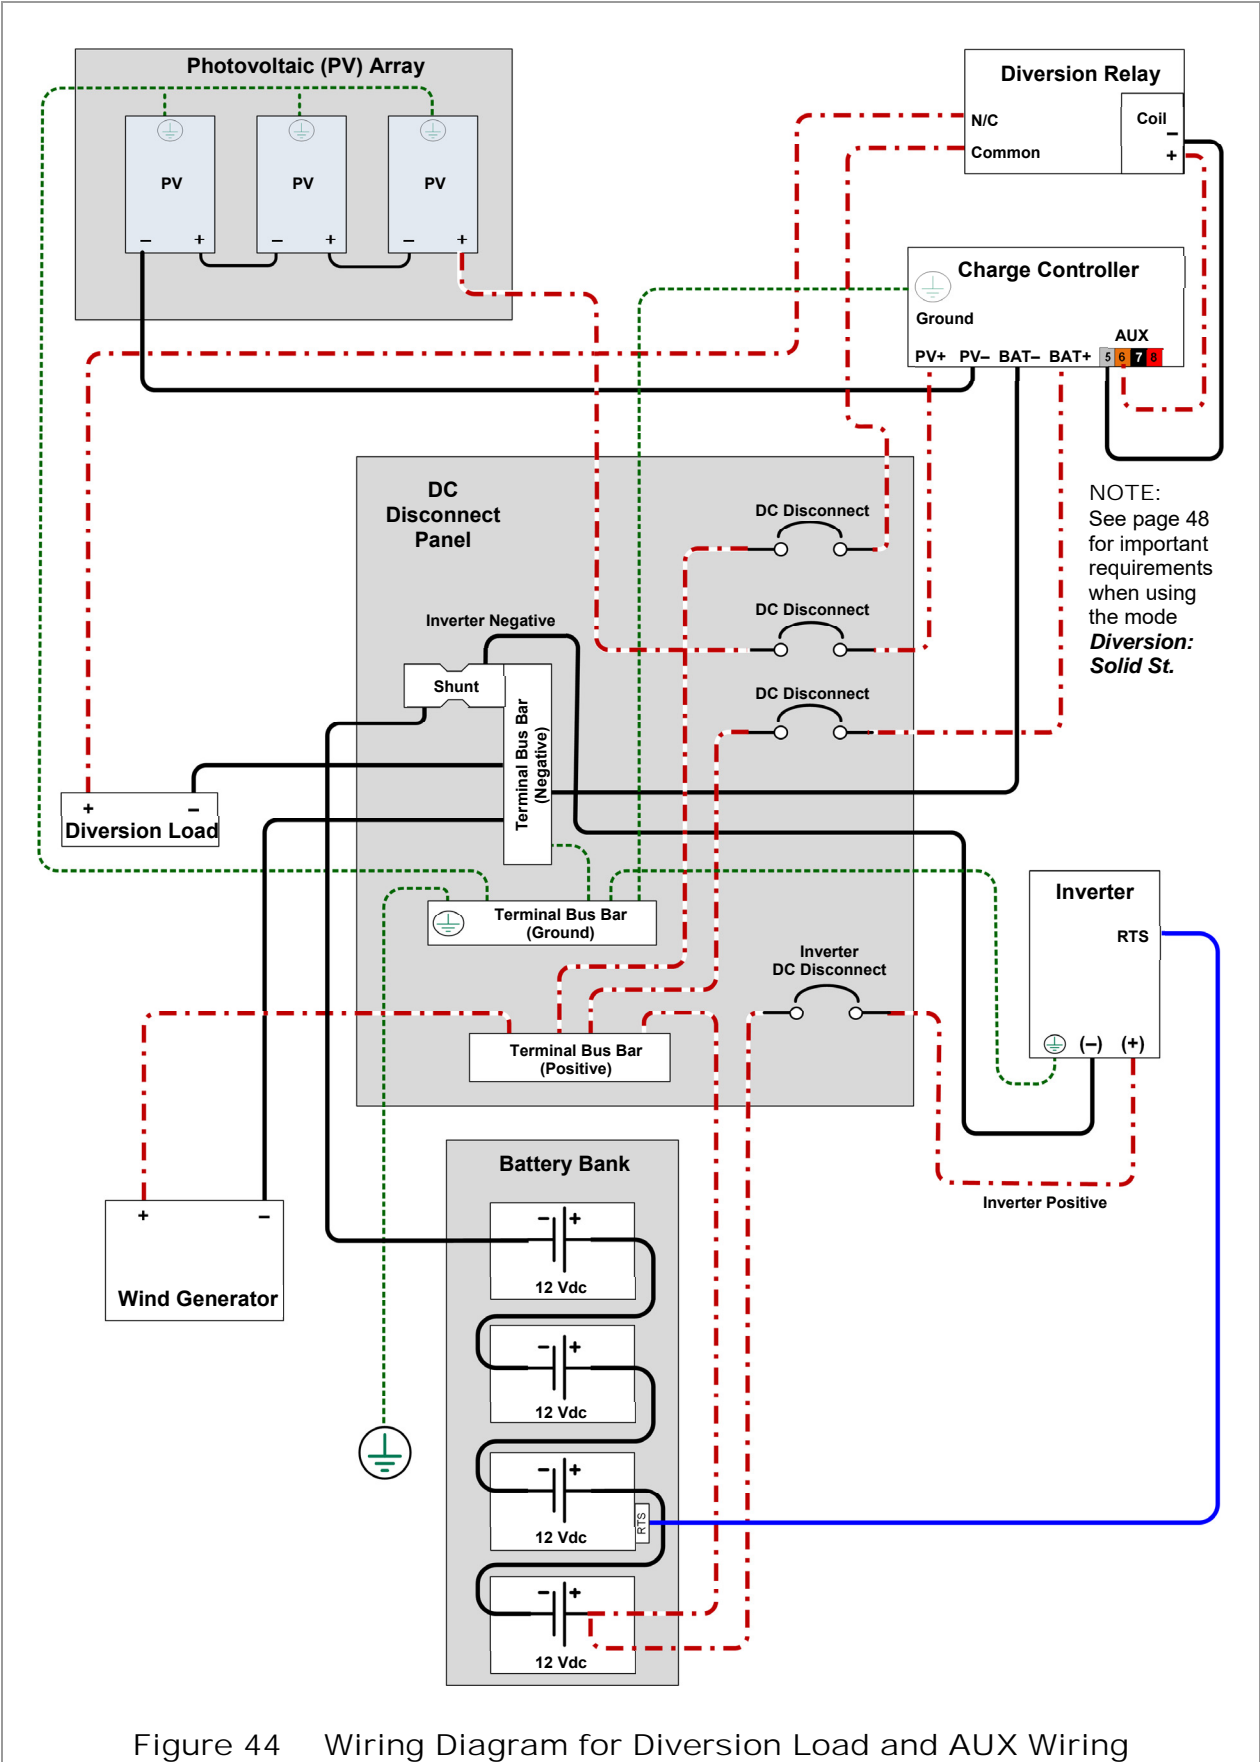 Photovoltaic (PV) Array
PV
PV
PV
– +
– +
– +
Diversion Relay
N/C
Common
Coil
–
+
Charge Controller
Ground
AUX
PV+ PV– BAT– BAT+ 5 6 7 8
NOTE:
See page 48
for important
requirements
when using
the mode
Diversion:
Solid St.
DC
Disconnect
Panel
DC Disconnect
DC Disconnect
DC Disconnect
Inverter Negative
Shunt
Terminal Bus Bar
(Negative)
+ –
Diversion Load
Terminal Bus Bar
(Ground)
Inverter
DC Disconnect
Terminal Bus Bar
(Positive)
Inverter
RTS
(–) (+)
Inverter Positive
+ –
Wind Generator
Battery Bank
– +
12 Vdc
– +
12 Vdc
– +
12 Vdc
RTS
– +
12 Vdc
Figure 44 Wiring Diagram for Diversion Load and AUX Wiring